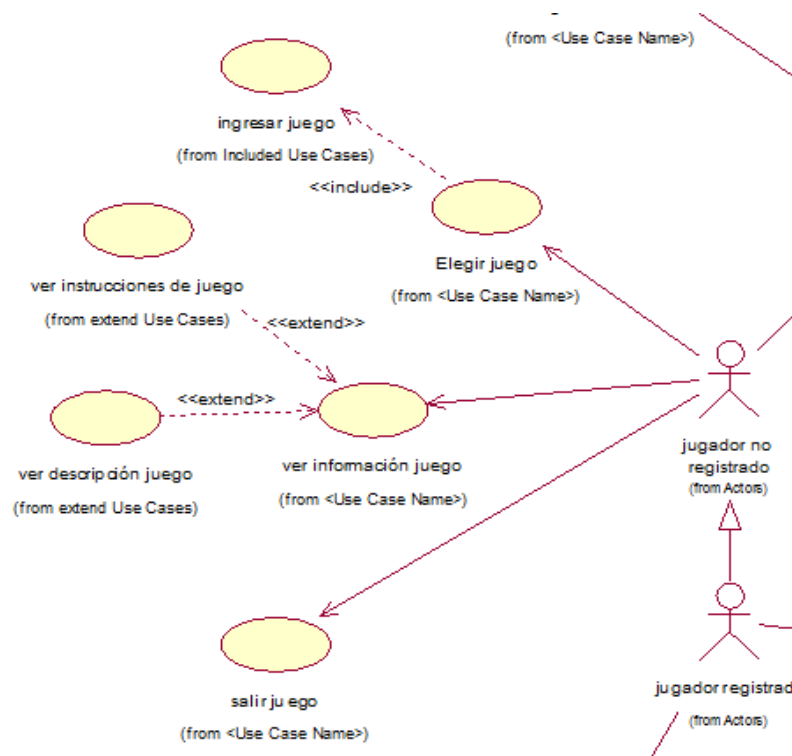 (from <Use Case Name>)
ingresar juego
(from Included Use Cases)
<<include>>
Elegir juego
(from <Use Case Name>)
ver instrucciones de juego
(from extend Use Cases)
<<extend>>
<<extend>>
ver descripción juego
(from extend Use Cases)
ver información juego
(from <Use Case Name>)
jugador no
registrado
(from Actors)
salir juego
(from <Use Case Name>)
jugador registrad
(from Actors)